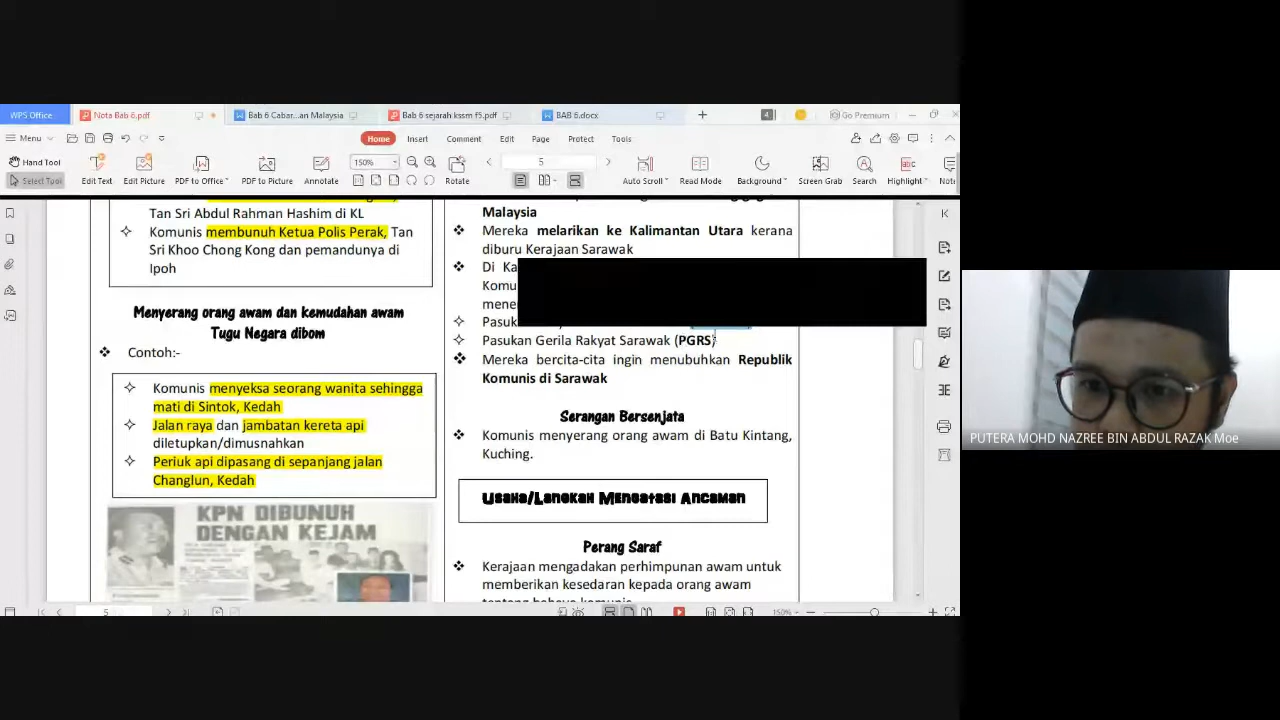 WPS Office
Nota Bab 6.pdf
Bab 6 Cabar...an Malaysia
Bab 6 sejarah kssm f5.pdf
BAB 6.docx
4
Go Premium
Menu
Home
Insert
Comment
Edit
Page
Protect
Tools
Hand Tool
Select Tool
Edit Text
Edit Picture
PDF to Office
PDF to Picture
Annotate
150%
Rotate
5
Auto Scroll
Read Mode
Background
Screen Grab
Search
Highlight
Tan Sri Abdul Rahman Hashim di KL
Komunis membunuh Ketua Polis Perak, Tan
Sri Khoo Chong Kong dan pemandunya di
Ipoh
Menyerang orang awam dan kemudahan awam
Tugu Negara dibom
Contoh:-
Komunis menyeksa seorang wanita sehingga
mati di Sintok, Kedah
Jalan raya dan jambatan kereta api
diletupkan/dimusnahkan
Periuk api dipasang di sepanjang jalan
Changlun, Kedah
KPN DIBUNUH
DENGAN KEJAM
Malaysia
Mereka melarikan ke Kalimantan Utara kerana
diburu Kerajaan Sarawak
Di
Pasukan Gerila Rakyat Sarawak (PGRS)
Mereka bercita-cita ingin menubuhkan Republik
Komunis di Sarawak
Serangan Bersenjata
Komunis menyerang orang awam di Batu Kintang,
Kuching.
Usaha/Langkah Mengatasi Ancaman
Perang Saraf
Kerajaan mengadakan perhimpunan awam untuk
memberikan kesedaran kepada orang awam
5
150%
PUTERA MOHD NAZREE BIN ABDUL RAZAK Moe